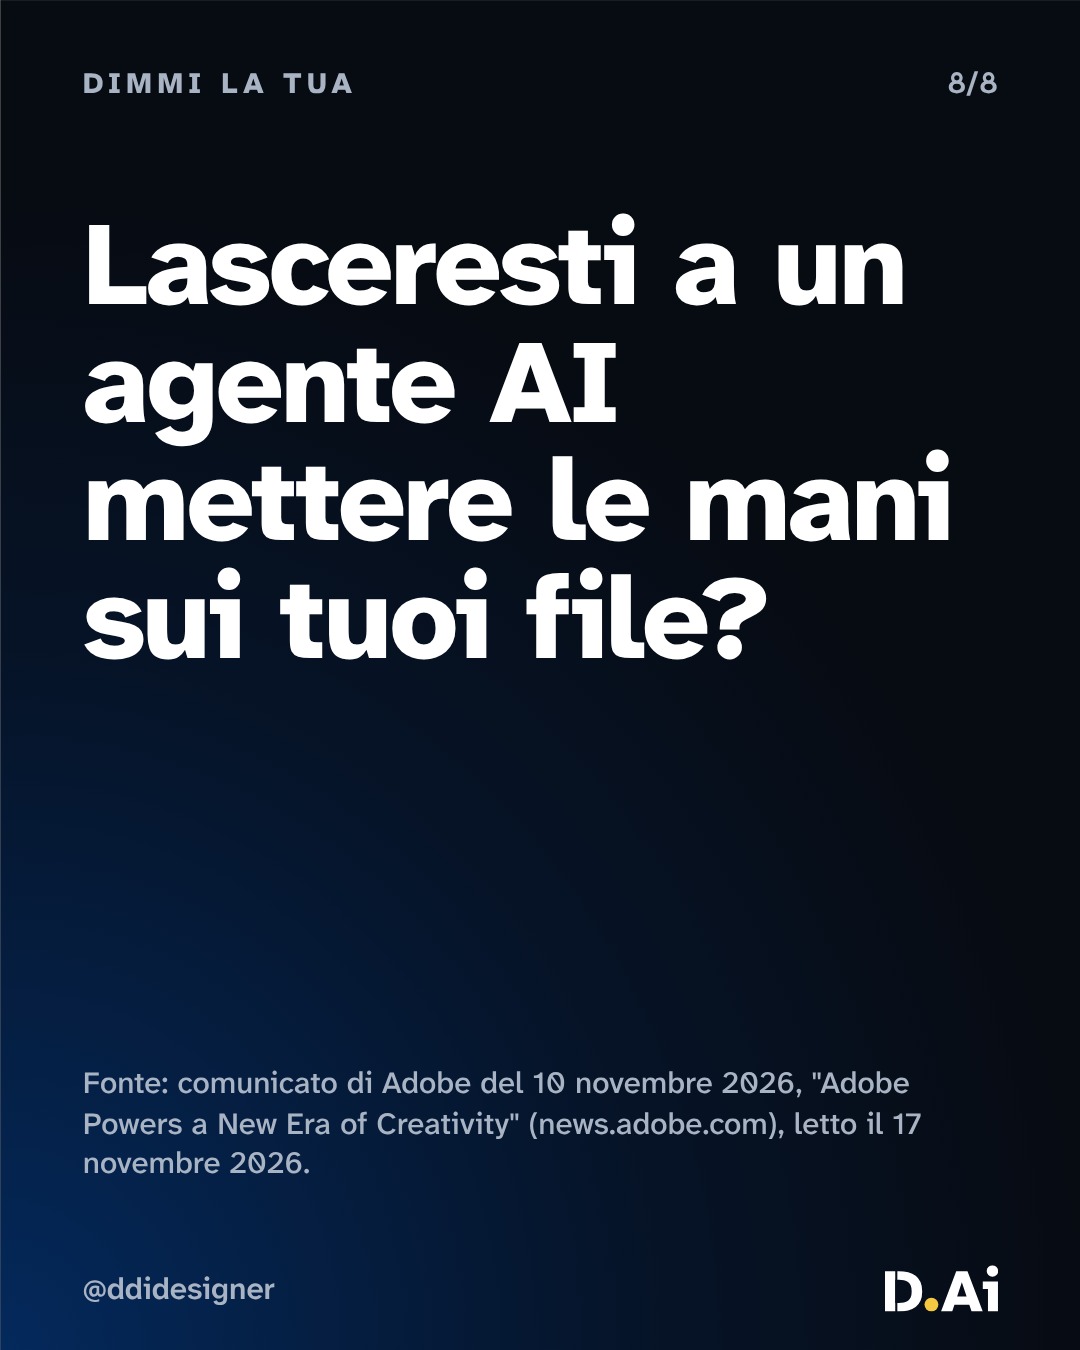 DIMMI LA TUA
8/8
Lasceresti a un
agente AI
mettere le mani
sui tuoi file?
Fonte: comunicato di Adobe del 10 novembre 2026, "Adobe
Powers a New Era of Creativity" (news.adobe.com), letto il 17
novembre 2026.
@ddidesigner
D.Ai